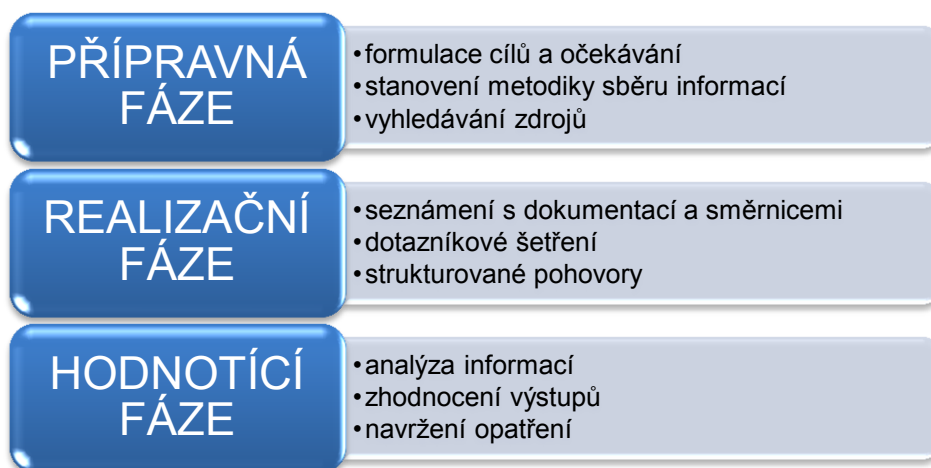 PŘÍPRAVNÁ
FÁZE
•formulace cílů a očekávání
•stanovení metodiky sběru informací
•vyhledávání zdrojů
REALIZAČNÍ
FÁZE
•seznámení s dokumentací a směrnicemi
•dotazníkové šetření
•strukturované pohovory
HODNOTÍCÍ
FÁZE
•analýza informací
•zhodnocení výstupů
•navržení opatření